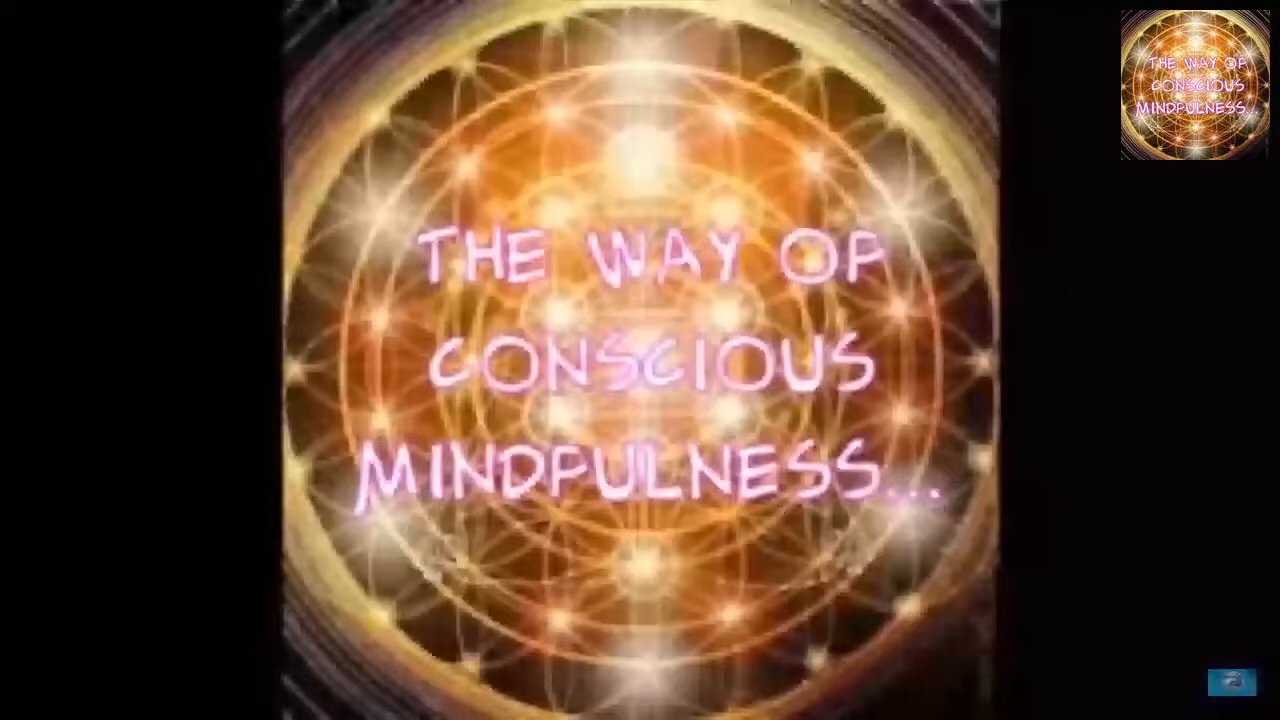 THE WAY OF
CONSCIOUS
MINDFULNESS...
THE WAY OF
CONSCIOUS
MINDFULNESS...